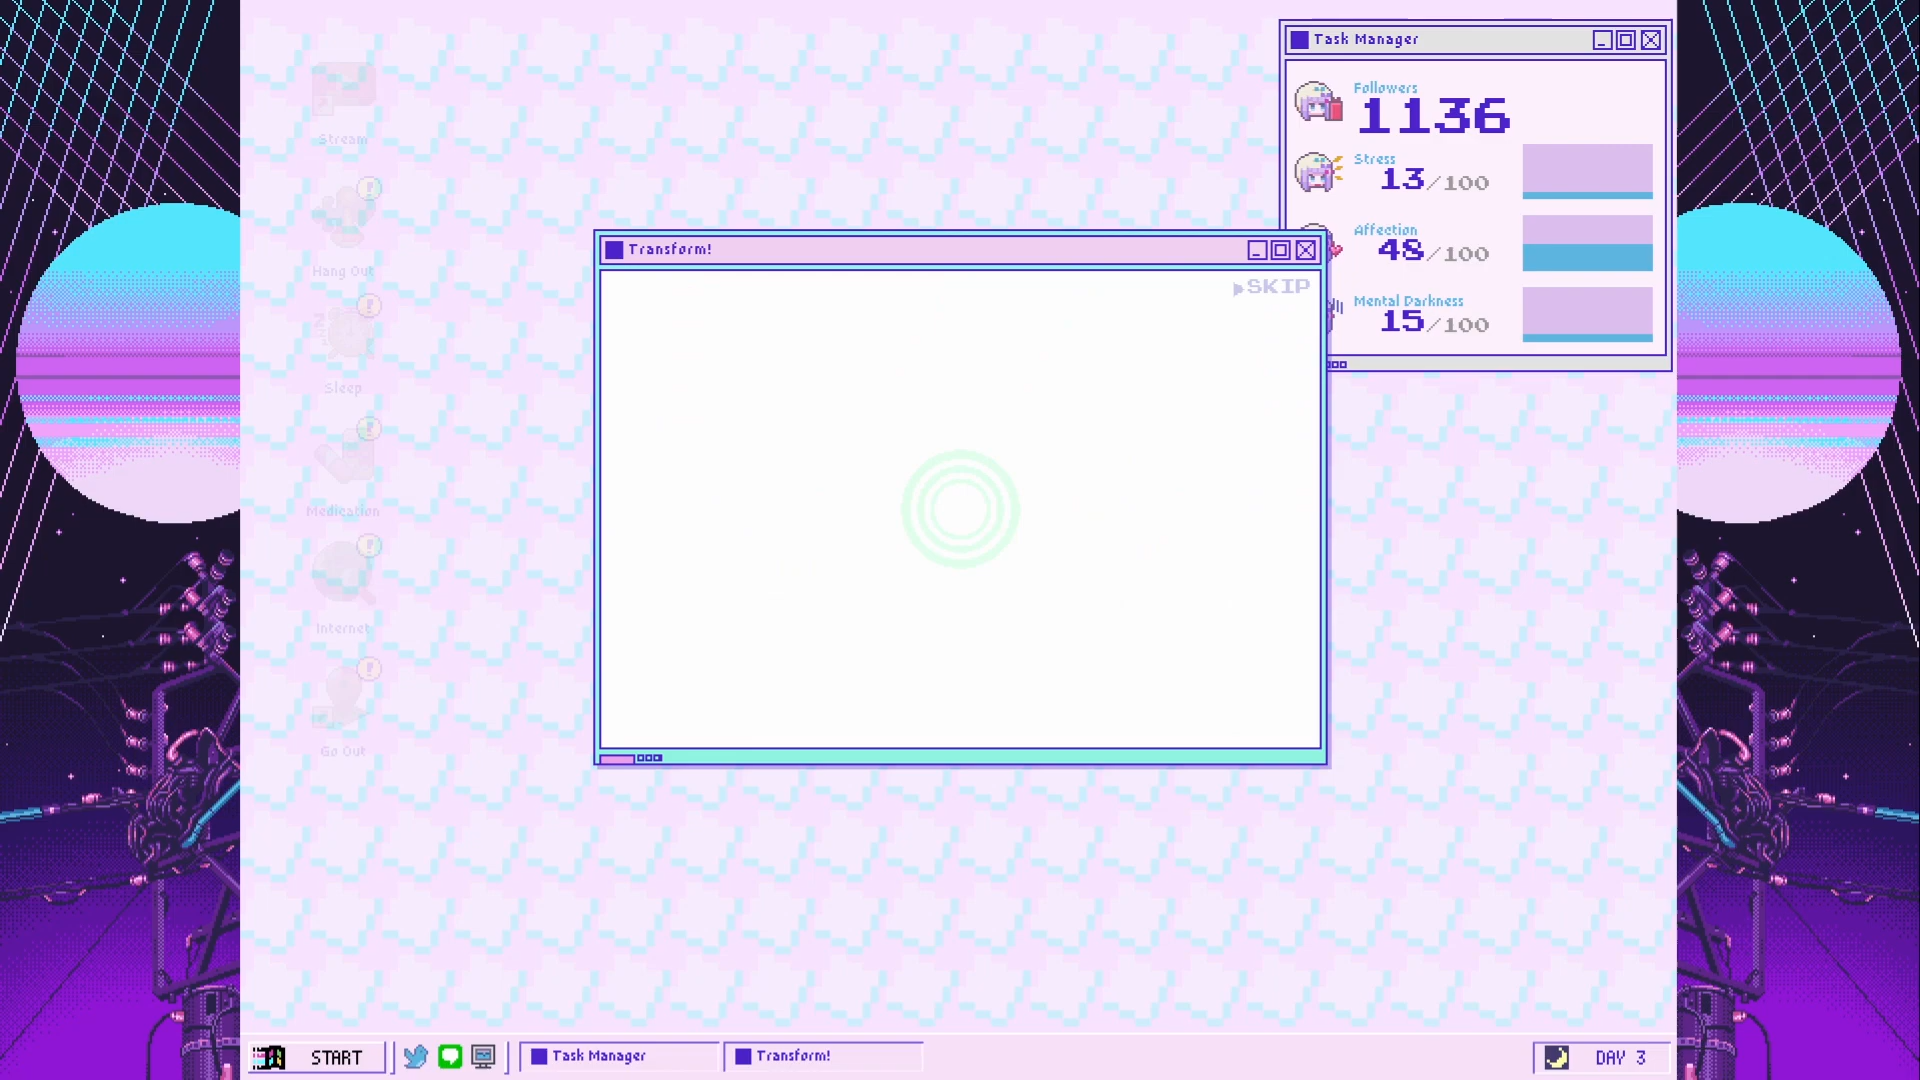 Task Manager
Followers
1136
Stress
13/100
Affection
48/100
Mental Darkness
15/100
Transform!
SKIP
Stream
Hang Out
Sleep
Medication
Internet
Go Out
START
Task Manager
Transform!
DAY 3